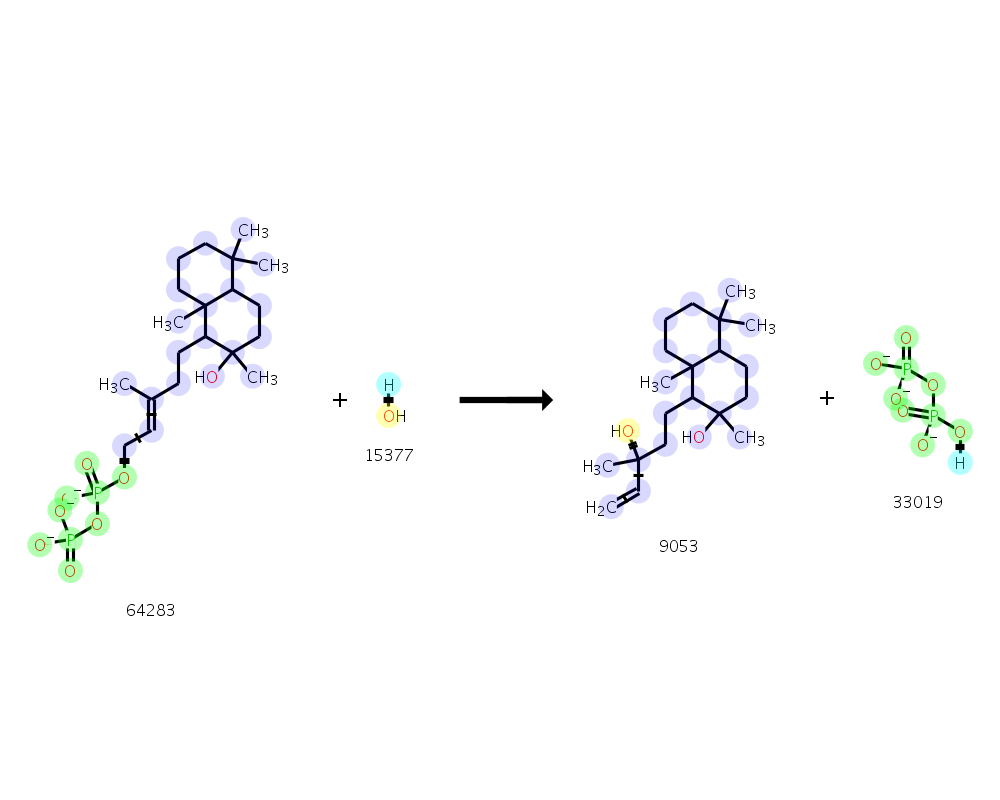 CH₃
CH₃
H₃C
HO
CH₃
H₃C
O
O
O⁻
P
O⁻
O
O⁻
P
O
64283
+
H
OH
15377
CH₃
CH₃
H₃C
HO
HO
CH₃
H₃C
H₂C
9053
+
O
O⁻
P
O
O⁻
O
P
O
O⁻
H
33019